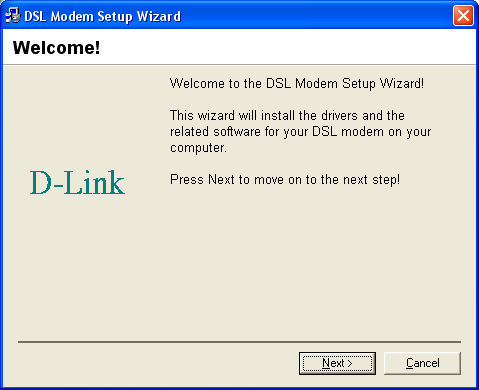 DSL Modem Setup Wizard
Welcome!
Welcome to the DSL Modem Setup Wizard!
This wizard will install the drivers and the
related software for your DSL modem on your
computer.
D-Link
Press Next to move on to the next step!
Next >
Cancel